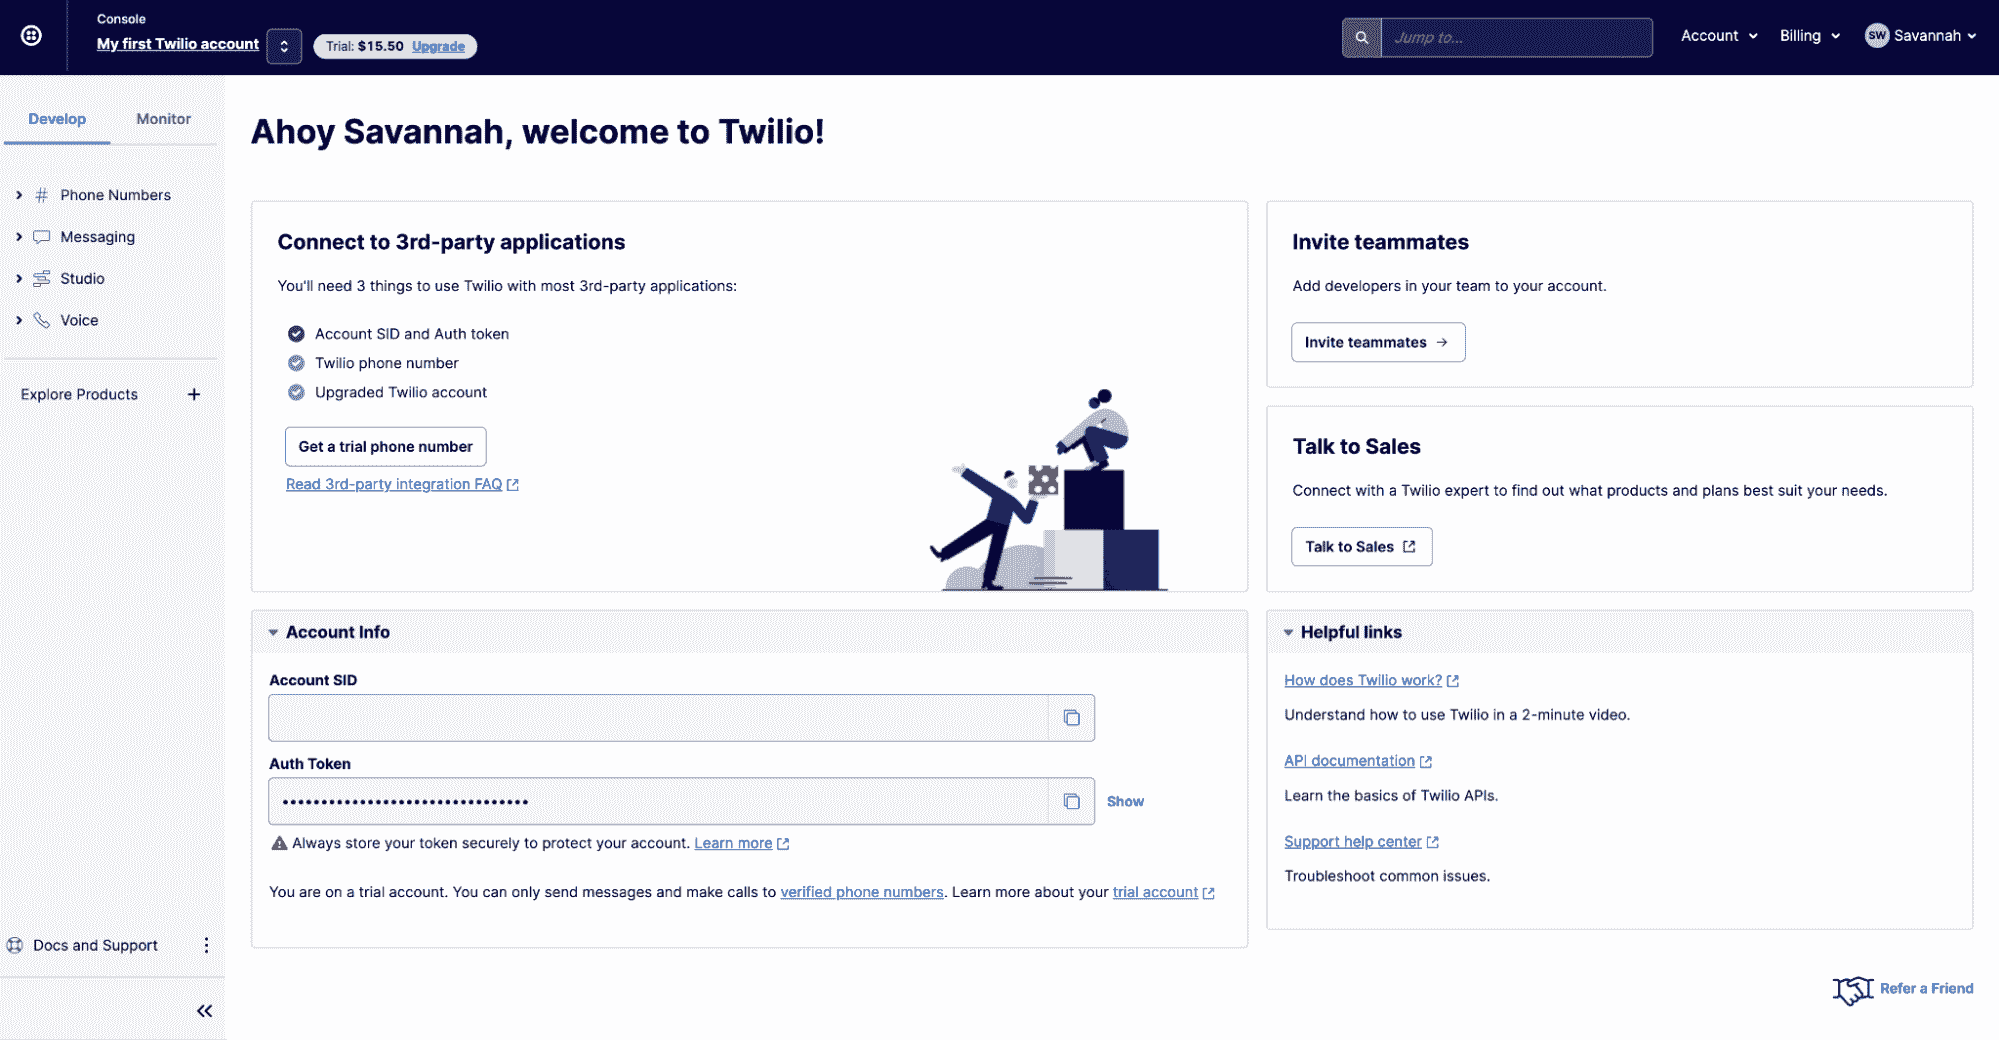 Console
My first Twilio account
Trial: $15.50 Upgrade
Jump to...
Account
Billing
SW Savannah
Develop
Monitor
Phone Numbers
Messaging
Studio
Voice
Explore Products
Docs and Support
Ahoy Savannah, welcome to Twilio!
Connect to 3rd-party applications
You'll need 3 things to use Twilio with most 3rd-party applications:
Account SID and Auth token
Twilio phone number
Upgraded Twilio account
Get a trial phone number
Read 3rd-party integration FAQ
Invite teammates
Add developers in your team to your account.
Invite teammates →
Talk to Sales
Connect with a Twilio expert to find out what products and plans best suit your needs.
Talk to Sales
Account Info
Account SID
Auth Token
••••••••••••••••••••••••••••••••
Show
Always store your token securely to protect your account. Learn more
You are on a trial account. You can only send messages and make calls to verified phone numbers. Learn more about your trial account
Helpful links
How does Twilio work?
Understand how to use Twilio in a 2-minute video.
API documentation
Learn the basics of Twilio APIs.
Support help center
Troubleshoot common issues.
Refer a Friend